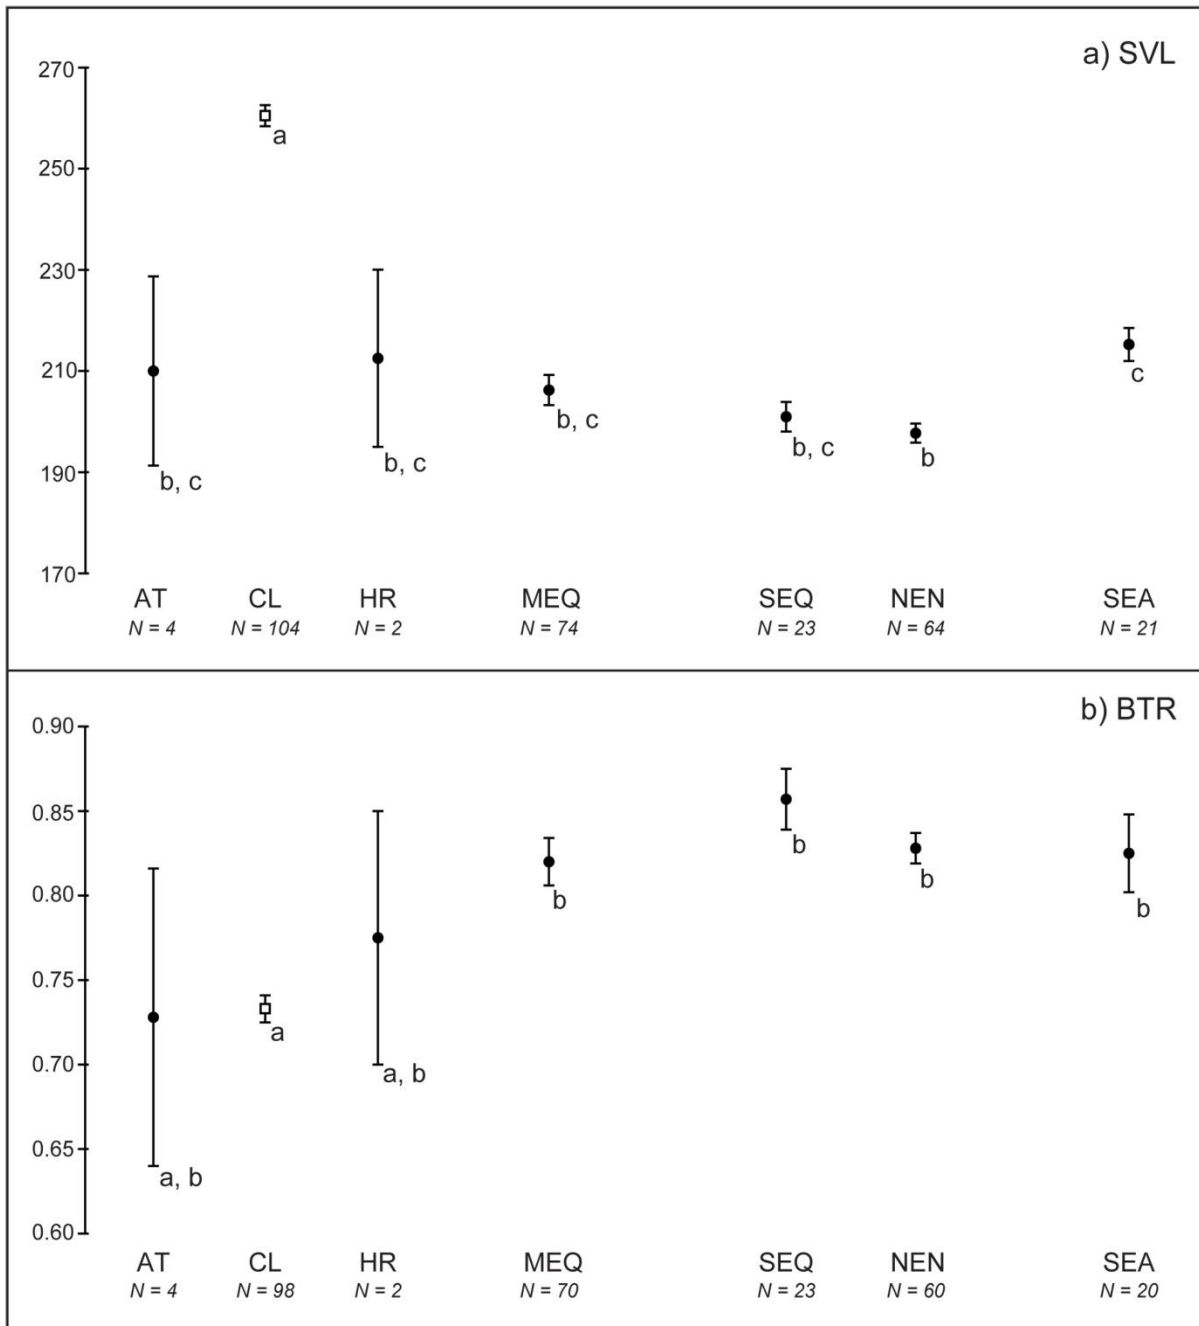 a) SVL
270
250
230
210
190
170
a
b, c
b, c
b, c
b, c
b
c
AT CL HR MEQ SEQ NEN SEA
N = 4 N = 104 N = 2 N = 74 N = 23 N = 64 N = 21
b) BTR
0.90
0.85
0.80
0.75
0.70
0.65
0.60
a, b
a
a, b
b
b
b
b
AT CL HR MEQ SEQ NEN SEA
N = 4 N = 98 N = 2 N = 70 N = 23 N = 60 N = 20